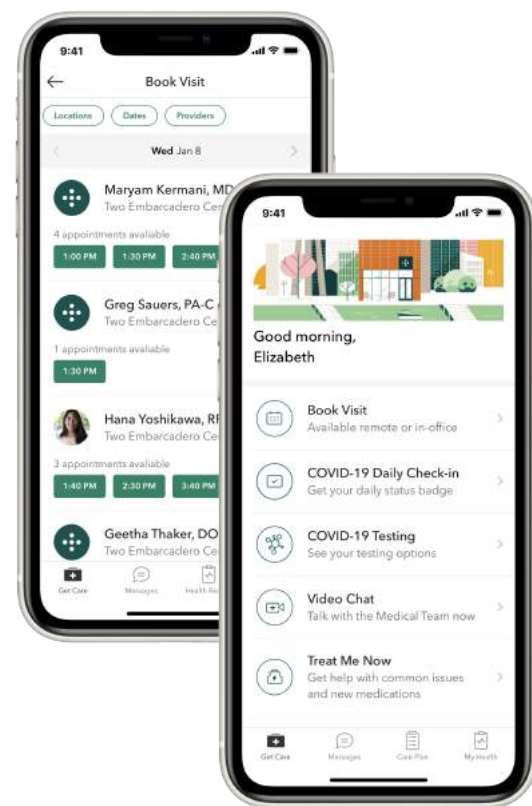 9:41
Book Visit
Locations
Dates
Providers
Wed Jan 8
Maryam Kermani, MD
Two Embarcadero Ce
4 appointments avaliable
1:00 PM
1:30 PM
2:40 PM
Greg Sauers, PA-C
Two Embarcadero Ce
1 appointments avaliable
1:30 PM
Hana Yoshikawa,
Two Embarcadero Ce
3 appointments avaliable
1:40 PM
2:30 PM
3:40 PM
Geetha Thaker, DO
Two Embarcadero Ce
Get Care
Messages
Health Re
9:41
Good morning,
Elizabeth
Book Visit
Available remote or in-office
COVID-19 Daily Check-in
Get your daily status badge
COVID-19 Testing
See your testing options
Video Chat
Talk with the Medical Team now
Treat Me Now
Get help with common issues
and new medications
Get Care
Messages
Care Plan
My Health